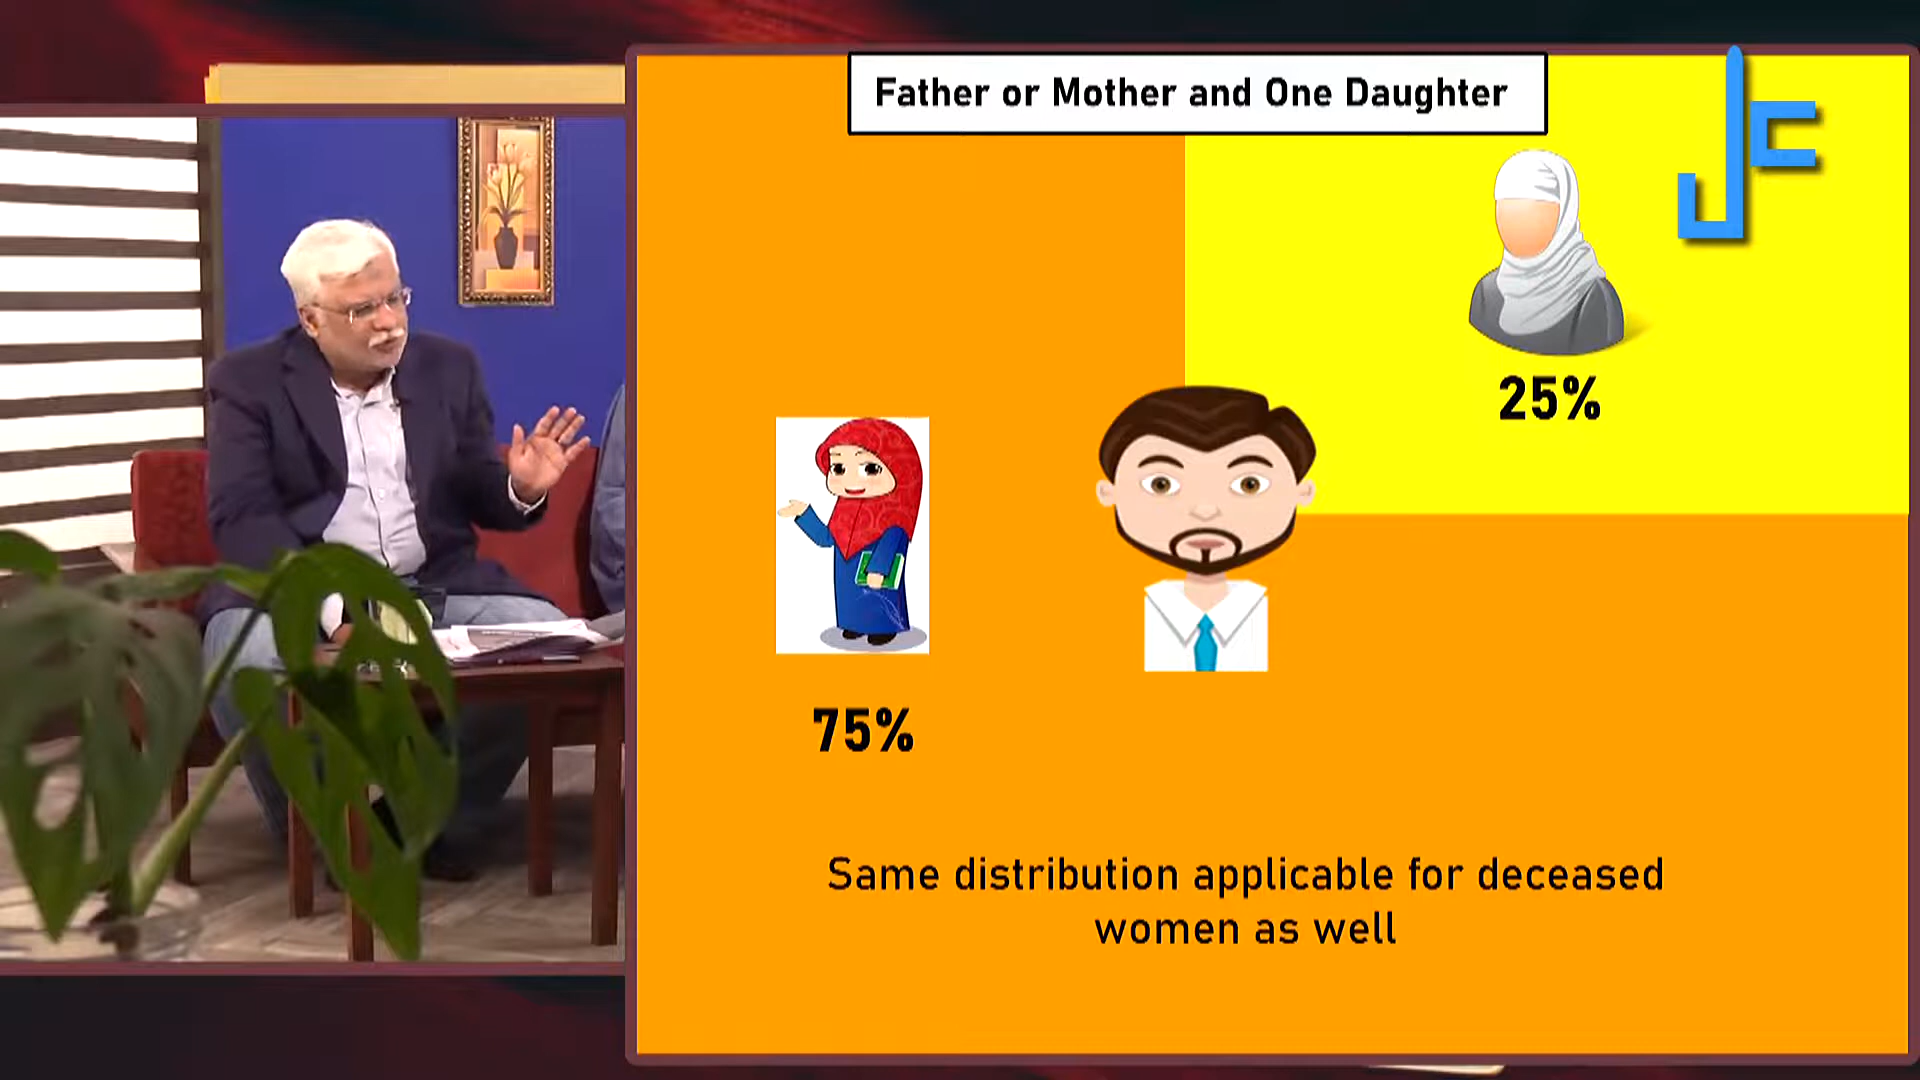 Father or Mother and One Daughter
25%
75%
Same distribution applicable for deceased
women as well